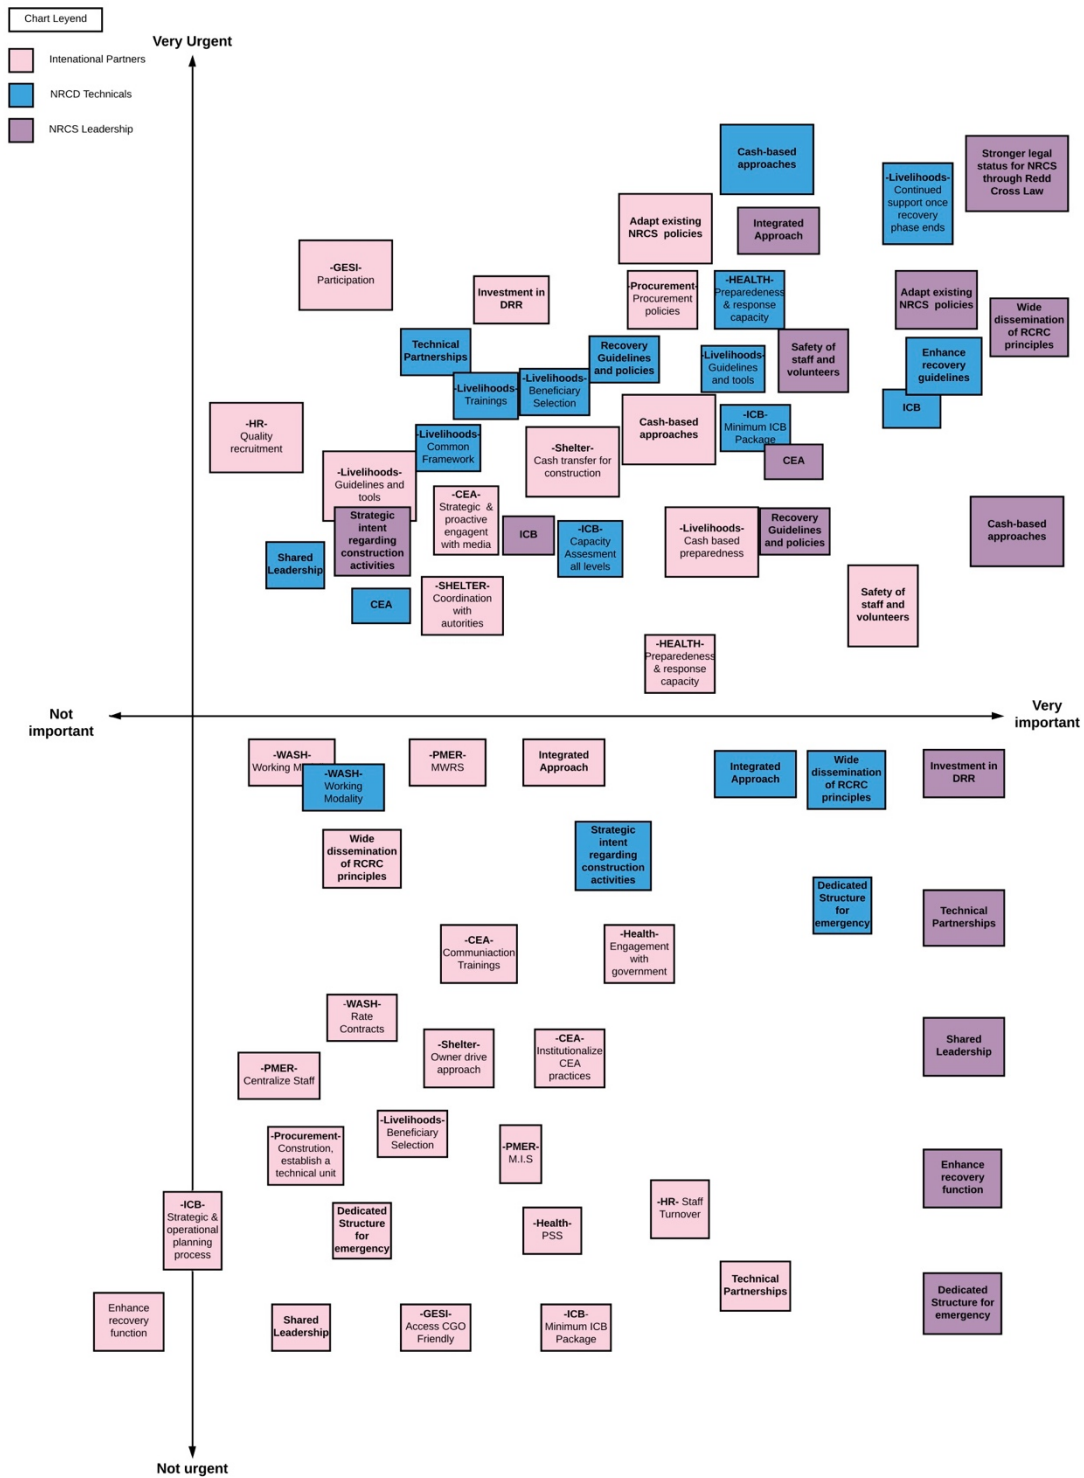 Chart Leyend
Intenational Partners
NRCD Technicals
NRCS Leadership
Very Urgent
Cash-based
approaches
Stronger legal
status for NRCS
through Redd
Cross Law
-Livelihoods-
Continued
support once
recovery
phase ends
Adapt existing
NRCS policies
Integrated
Approach
-GESI-
Participation
Investment in
DRR
-Procurement-
Procurement
policies
-HEALTH-
Preparedeness
& response
capacity
Adapt existing
NRCS policies
Wide
dissemination
of RCRC
principles
Technical
Partnerships
Recovery
Guidelines
and policies
-Livelihoods-
Guidelines
and tools
Safety of
staff and
volunteers
Enhance
recovery
guidelines
-Livelihoods-
Trainings
-Livelihoods-
Beneficiary
Selection
ICB
-HR-
Quality
recruitment
-Livelihoods-
Common
Framework
Cash-based
approaches
-ICB-
Minimum ICB
Package
-Shelter-
Cash transfer for
construction
CEA
-Livelihoods-
Guidelines and
tools
-CEA-
Strategic &
proactive
engagent
with media
Strategic
intent
regarding
construction
activities
ICB
-ICB-
Capacity
Assesment
all levels
-Livelihoods-
Cash based
preparedness
Recovery
Guidelines
and policies
Cash-based
approaches
Shared
Leadership
CEA
-SHELTER-
Coordination
with
autorities
Safety of
staff and
volunteers
-HEALTH-
Preparedeness
& response
capacity
Not
important
Very
important
-WASH-
Working M
-WASH-
Working
Modality
-PMER-
MWRS
Integrated
Approach
Integrated
Approach
Wide
dissemination
of RCRC
principles
Investment in
DRR
Wide
dissemination
of RCRC
principles
Strategic
intent
regarding
construction
activities
Dedicated
Structure
for
emergency
Technical
Partnerships
-CEA-
Communiaction
Trainings
-Health-
Engagement
with
government
-WASH-
Rate
Contracts
-Shelter-
Owner drive
approach
-CEA-
Institutionalize
CEA
practices
Shared
Leadership
-PMER-
Centralize Staff
-Livelihoods-
Beneficiary
Selection
-Procurement-
Constrution,
establish a
technical unit
-PMER-
M.I.S
Enhance
recovery
function
-ICB-
Strategic &
operational
planning
process
Dedicated
Structure
for
emergency
-Health-
PSS
-HR- Staff
Turnover
Technical
Partnerships
Dedicated
Structure for
emergency
Enhance
recovery
function
Shared
Leadership
-GESI-
Access CGO
Friendly
-ICB-
Minimum ICB
Package
Not urgent